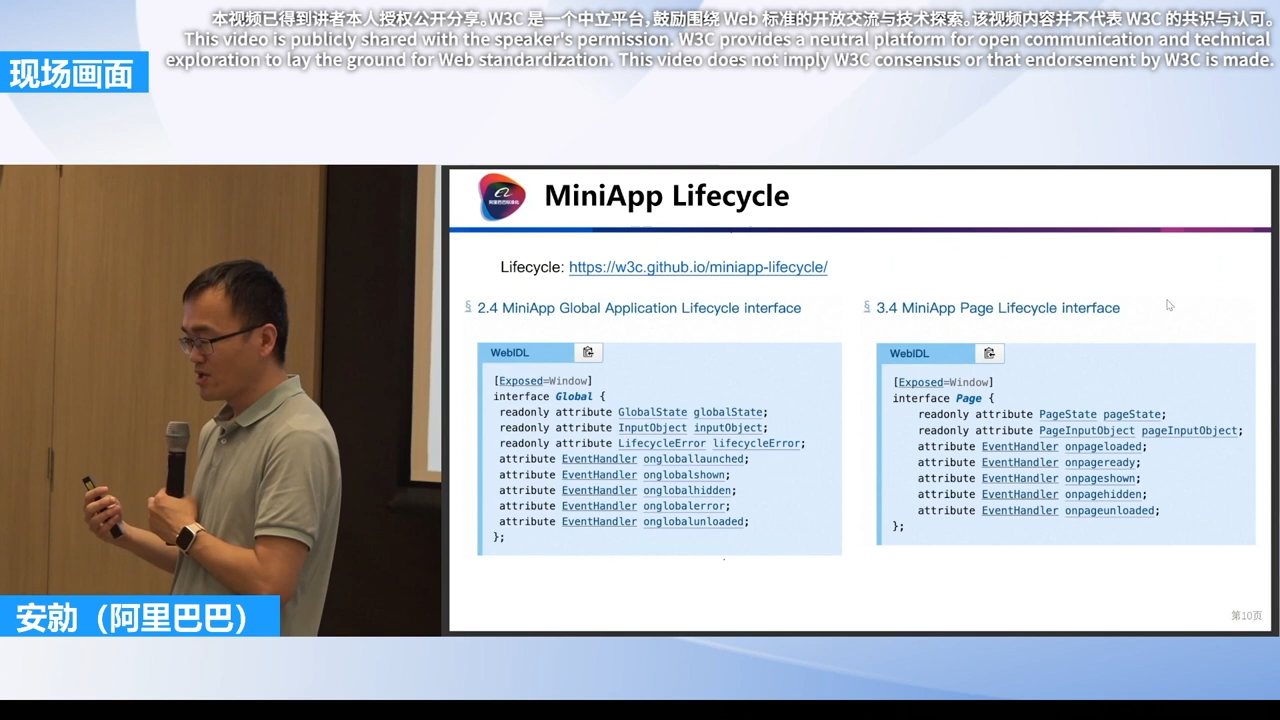 本视频已得到讲者本人授权公开分享。W3C 是一个中立平台，鼓励围绕 Web 标准的开放交流与技术探索。该视频内容并不代表 W3C 的共识与认可。
This video is publicly shared with the speaker's permission. W3C provides a neutral platform for open communication and technical
exploration to lay the ground for Web standardization. This video does not imply W3C consensus or that endorsement by W3C is made.
现场画面
阿里巴巴标准化
MiniApp Lifecycle
Lifecycle: https://w3c.github.io/miniapp-lifecycle/
§ 2.4 MiniApp Global Application Lifecycle interface
WebIDL
[Exposed=Window]
interface Global {
readonly attribute GlobalState globalState;
readonly attribute InputObject inputObject;
readonly attribute LifecycleError lifecycleError;
attribute EventHandler ongloballaunched;
attribute EventHandler onglobalshown;
attribute EventHandler onglobalhidden;
attribute EventHandler onglobalerror;
attribute EventHandler onglobalunloaded;
};
§ 3.4 MiniApp Page Lifecycle interface
WebIDL
[Exposed=Window]
interface Page {
readonly attribute PageState pageState;
readonly attribute PageInputObject pageInputObject;
attribute EventHandler onpageloaded;
attribute EventHandler onpageready;
attribute EventHandler onpageshown;
attribute EventHandler onpagehidden;
attribute EventHandler onpageunloaded;
};
第10页
安勍（阿里巴巴）